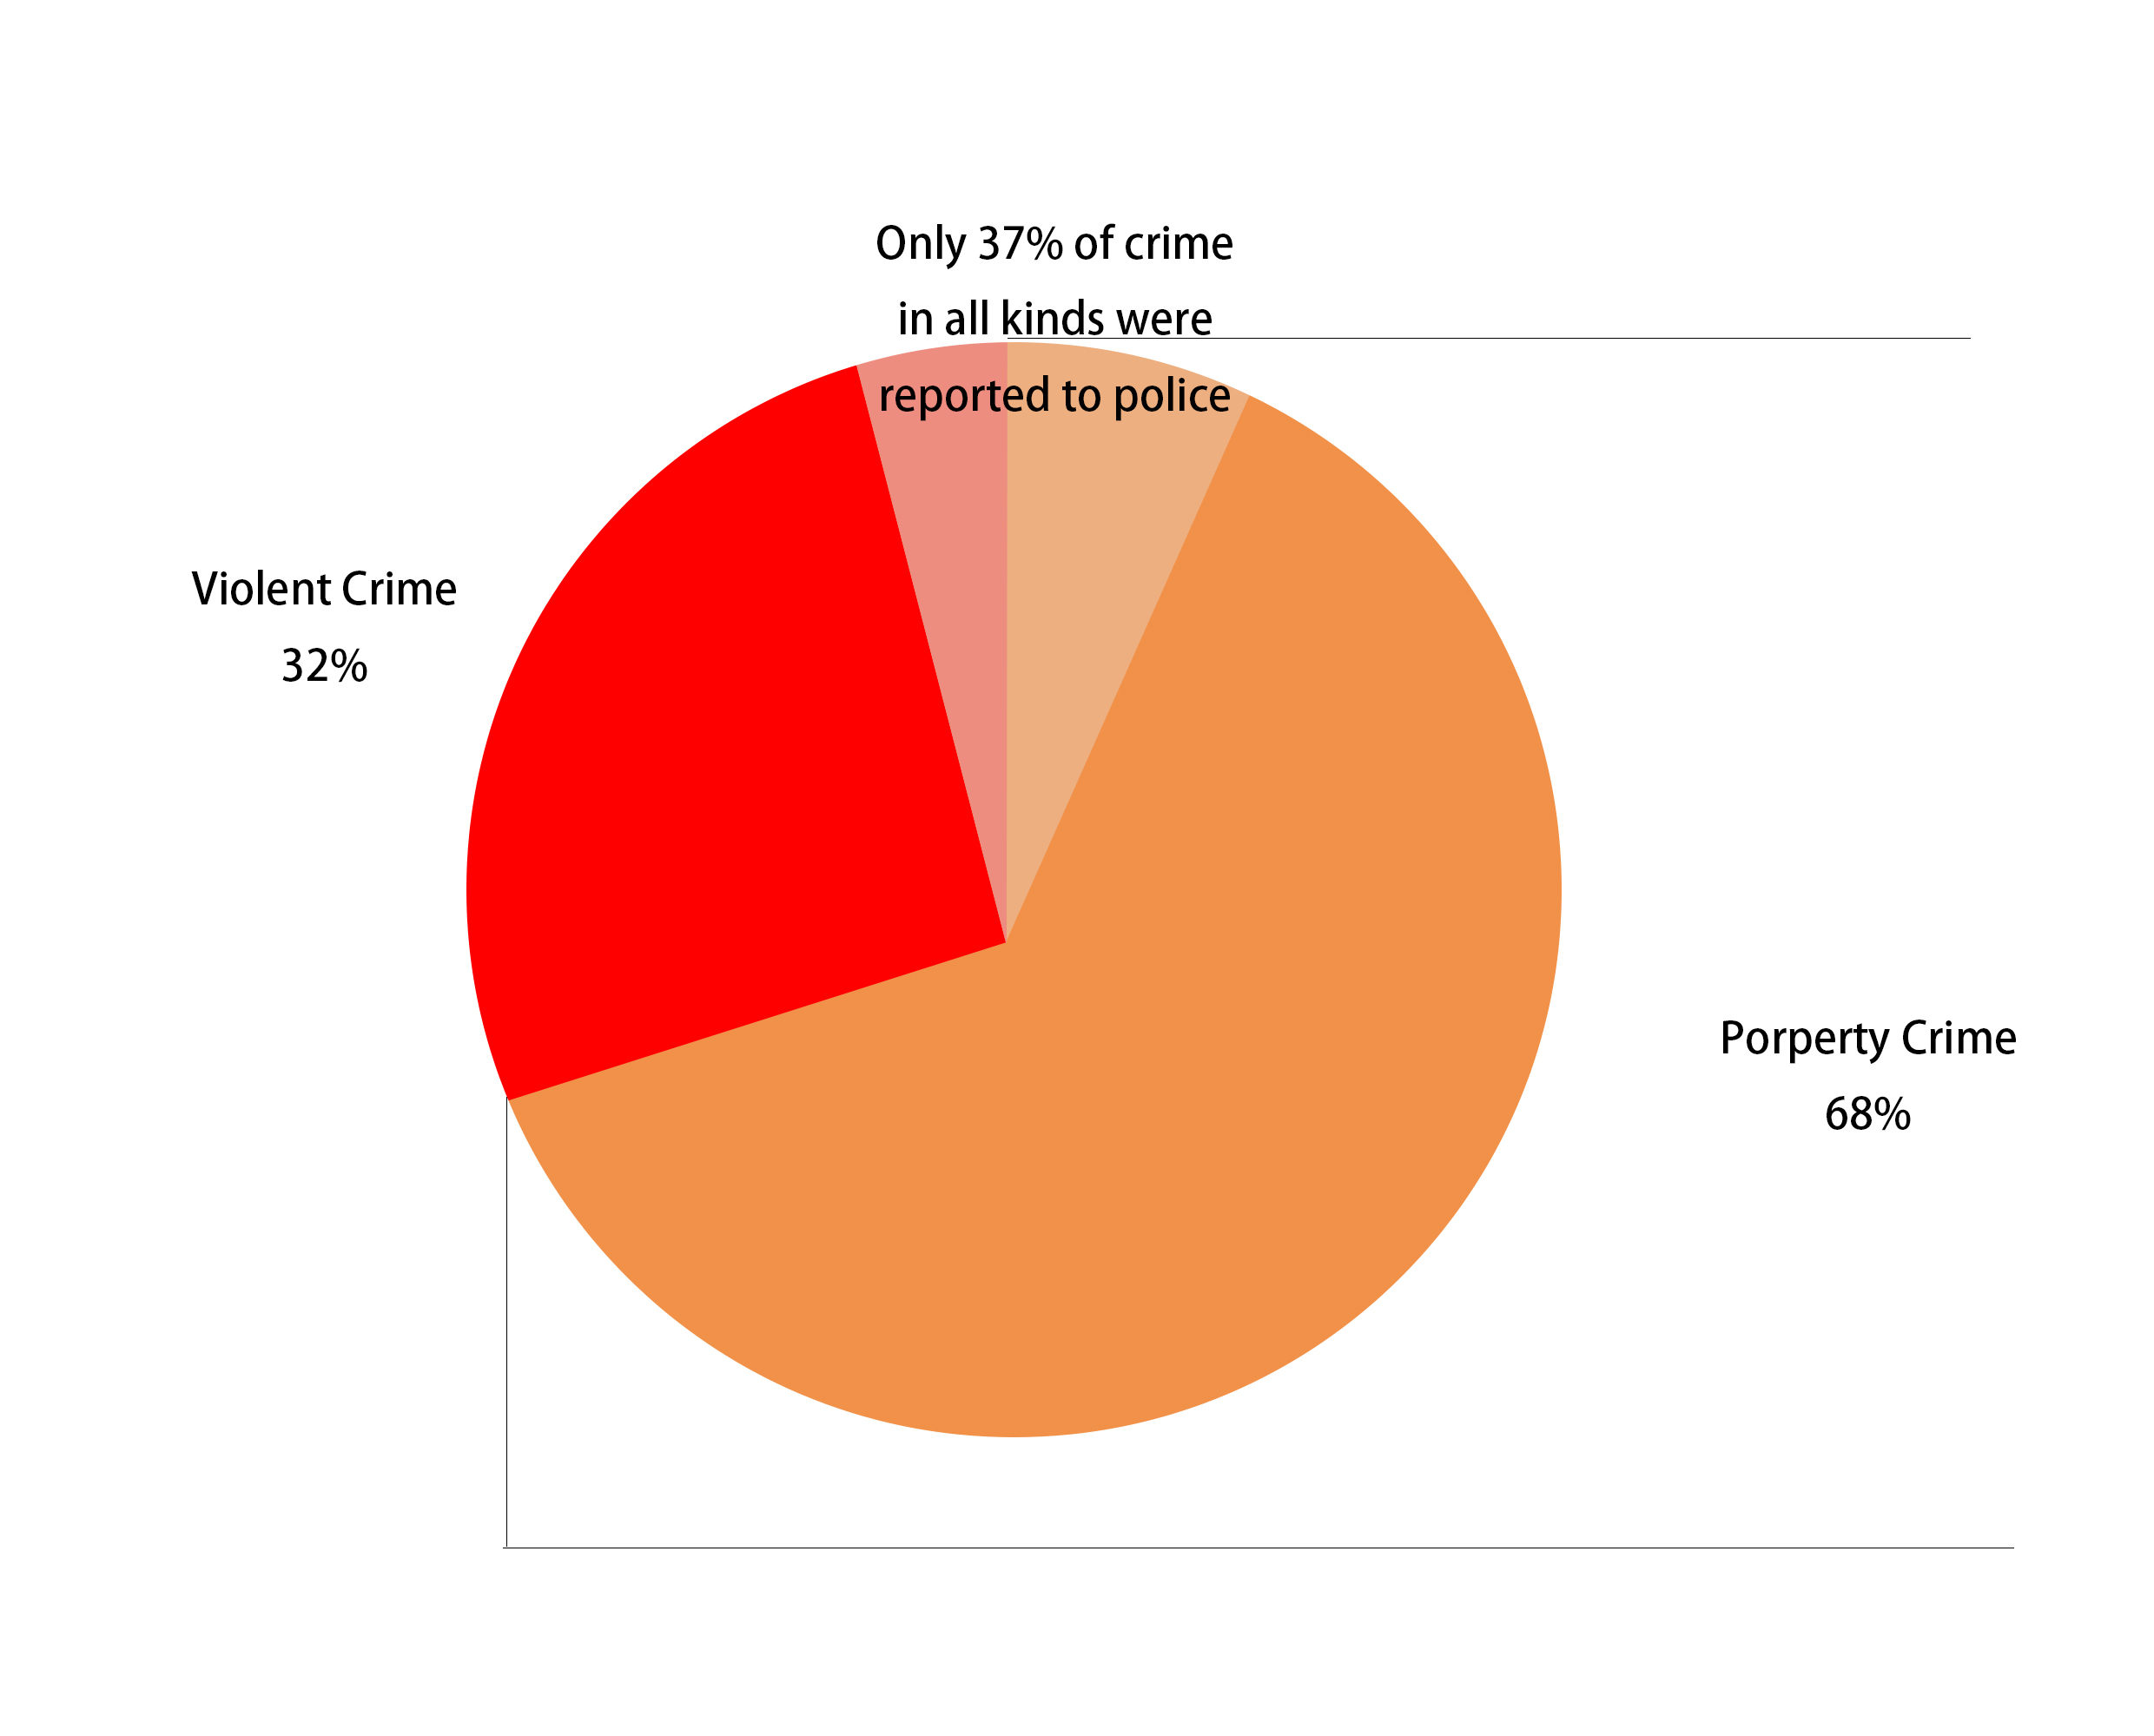 Only 37% of crime
in all kinds were
reported to police
Violent Crime
32%
Porperty Crime
68%